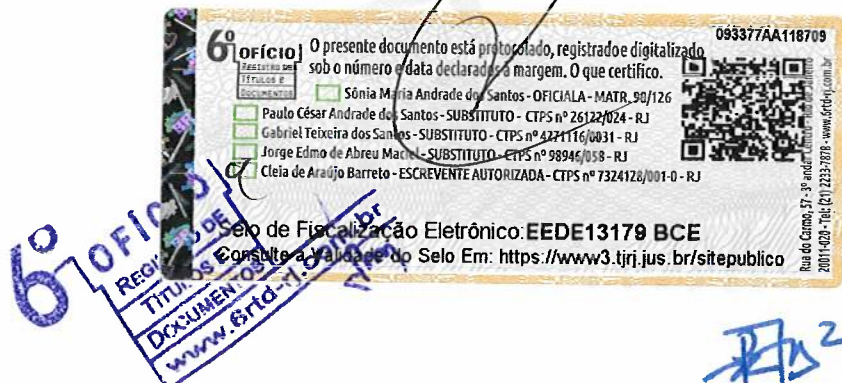 093377AA118709
6º OFÍCIO
REGISTRO DE
TÍTULOS E
DOCUMENTOS
O presente documento está protocolado, registrado e digitalizado
sob o número e data declarados à margem. O que certifico.
Sônia Maria Andrade dos Santos - OFICIALA - MATR. 90/126
Paulo César Andrade dos Santos - SUBSTITUTO - CTPS nº 26122/024 - RJ
Gabriel Teixeira dos Santos - SUBSTITUTO - CTPS nº 4271116/0031 - RJ
Jorge Edmo de Abreu Maciel - SUBSTITUTO - CTPS nº 98946/058 - RJ
Cleia de Araújo Barreto - ESCREVENTE AUTORIZADA - CTPS nº 7324128/001-0 - RJ
Selo de Fiscalização Eletrônico:EEDE13179 BCE
Consulte a Validade do Selo Em: https://www3.tjrj.jus.br/sitepublico
Rua do Carmo, 57 - 3º andar Centro - Rio de Janeiro
20011-020 - Tel: (21) 2233-7878 - www.6rtd-rj.com.br
6º OFÍCIO
REGISTRO DE
TÍTULOS E
DOCUMENTOS
www.6rtd-rj.com.br